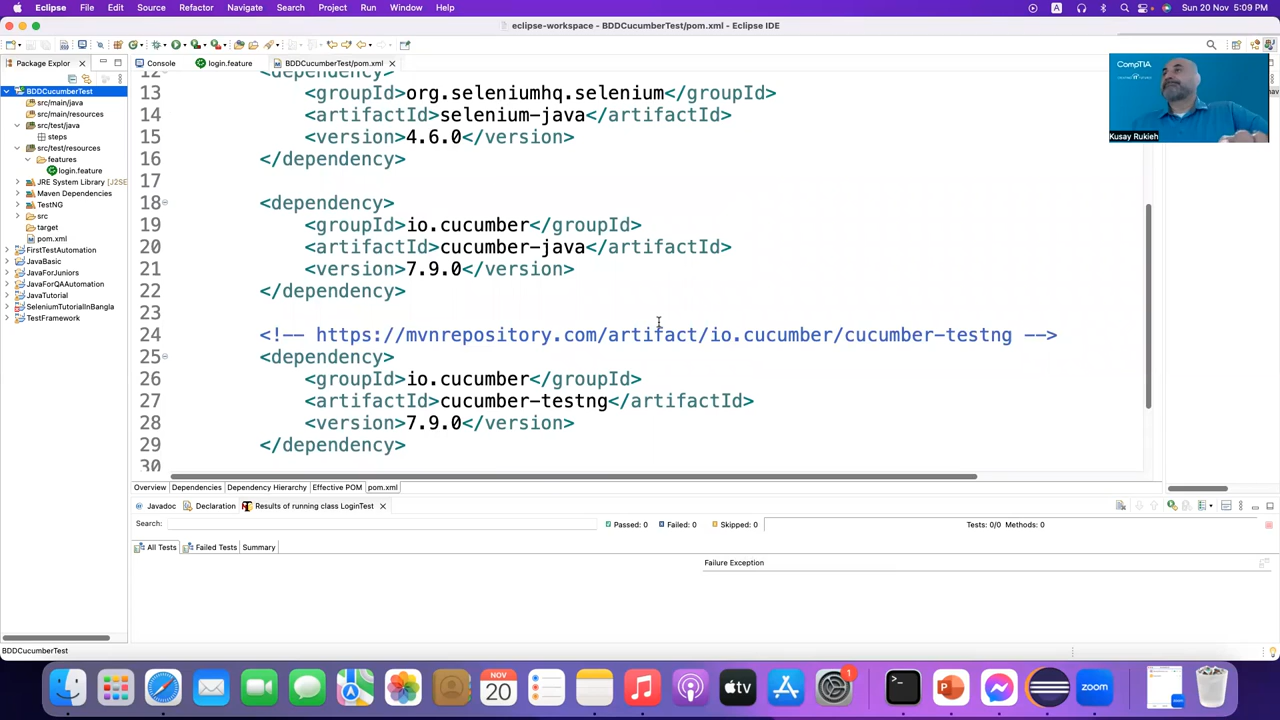 Eclipse File Edit Source Refactor Navigate Search Project Run Window Help
A
Sun 20 Nov 5:09 PM
eclipse-workspace - BDDCucumberTest/pom.xml - Eclipse IDE
Package Explor
Console
login.feature
BDDCucumberTest/pom.xml
BDDCucumberTest
src/main/java
src/main/resources
src/test/java
steps
src/test/resources
features
login.feature
JRE System Library [J2SE
Maven Dependencies
TestNG
src
target
pom.xml
FirstTestAutomation
JavaBasic
JavaForJuniors
JavaForQAAutomation
JavaTutorial
SeleniumTutorialInBangla
TestFramework
12 <dependency>
13 <groupId>org.seleniumhq.selenium</groupId>
14 <artifactId>selenium-java</artifactId>
15 <version>4.6.0</version>
16 </dependency>
17
18 <dependency>
19 <groupId>io.cucumber</groupId>
20 <artifactId>cucumber-java</artifactId>
21 <version>7.9.0</version>
22 </dependency>
23
24 <!-- https://mvnrepository.com/artifact/io.cucumber/cucumber-testng -->
25 <dependency>
26 <groupId>io.cucumber</groupId>
27 <artifactId>cucumber-testng</artifactId>
28 <version>7.9.0</version>
29 </dependency>
30
CompTIA
Kusay Rukieh
nav
Overview Dependencies Dependency Hierarchy Effective POM pom.xml
Javadoc Declaration Results of running class LoginTest
Search:
Passed: 0 Failed: 0 Skipped: 0
Tests: 0/0 Methods: 0
All Tests Failed Tests Summary
Failure Exception
BDDCucumberTest
NOV
20
tv
1
zoom